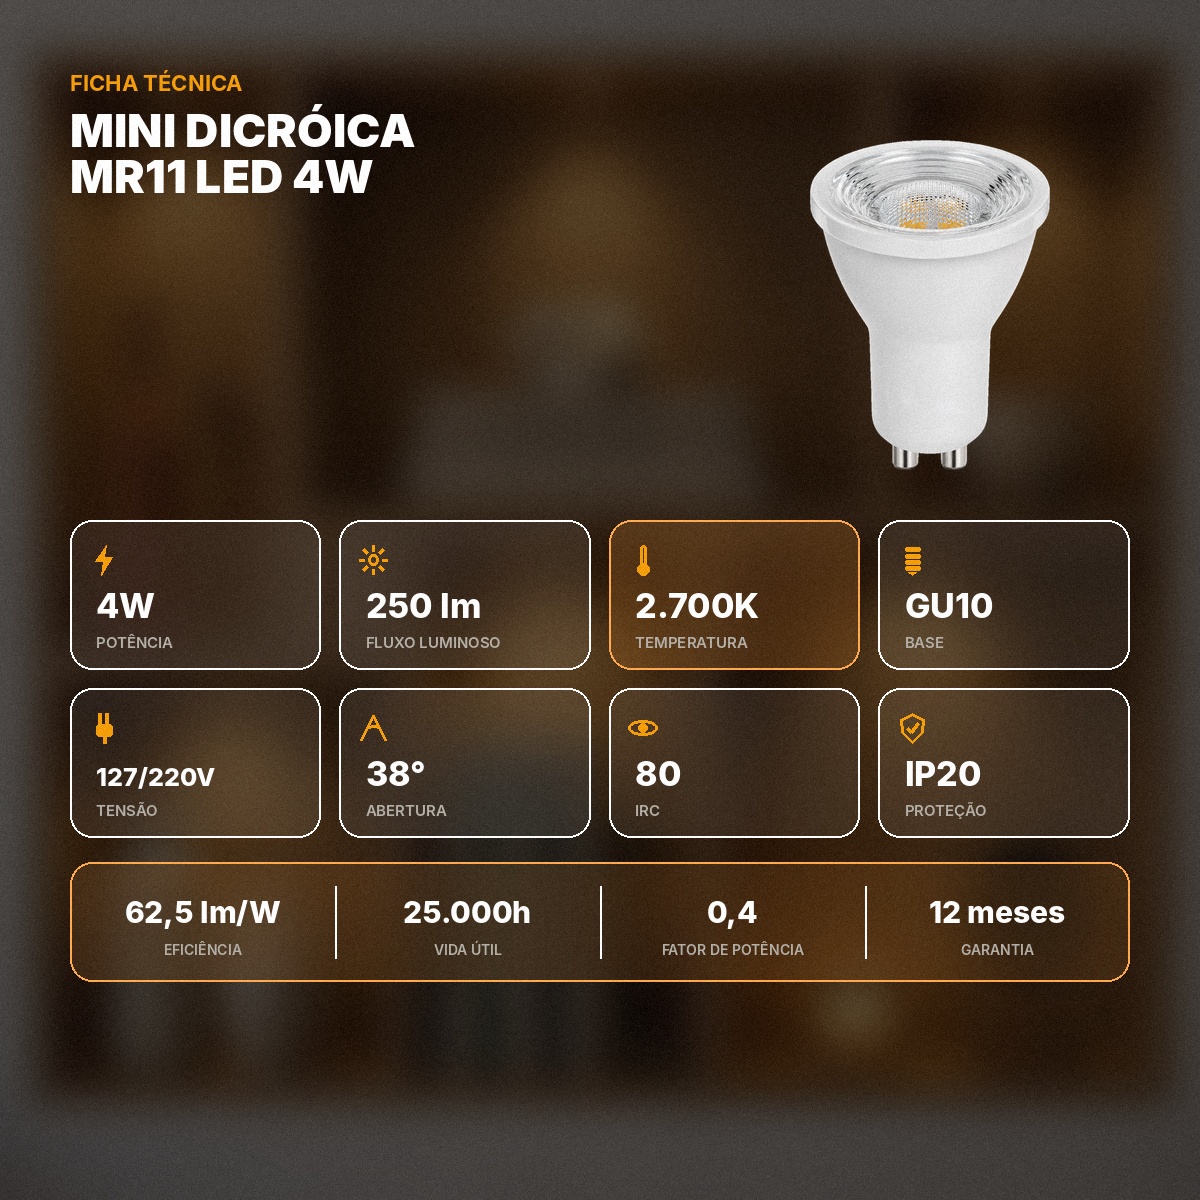 FICHA TÉCNICA
MINI DICRÓICA
MR11 LED 4W
4W
POTÊNCIA
250 lm
FLUXO LUMINOSO
2.700K
TEMPERATURA
GU10
BASE
127/220V
TENSÃO
38°
ABERTURA
80
IRC
IP20
PROTEÇÃO
62,5 lm/W
EFICIÊNCIA
25.000h
VIDA ÚTIL
0,4
FATOR DE POTÊNCIA
12 meses
GARANTIA